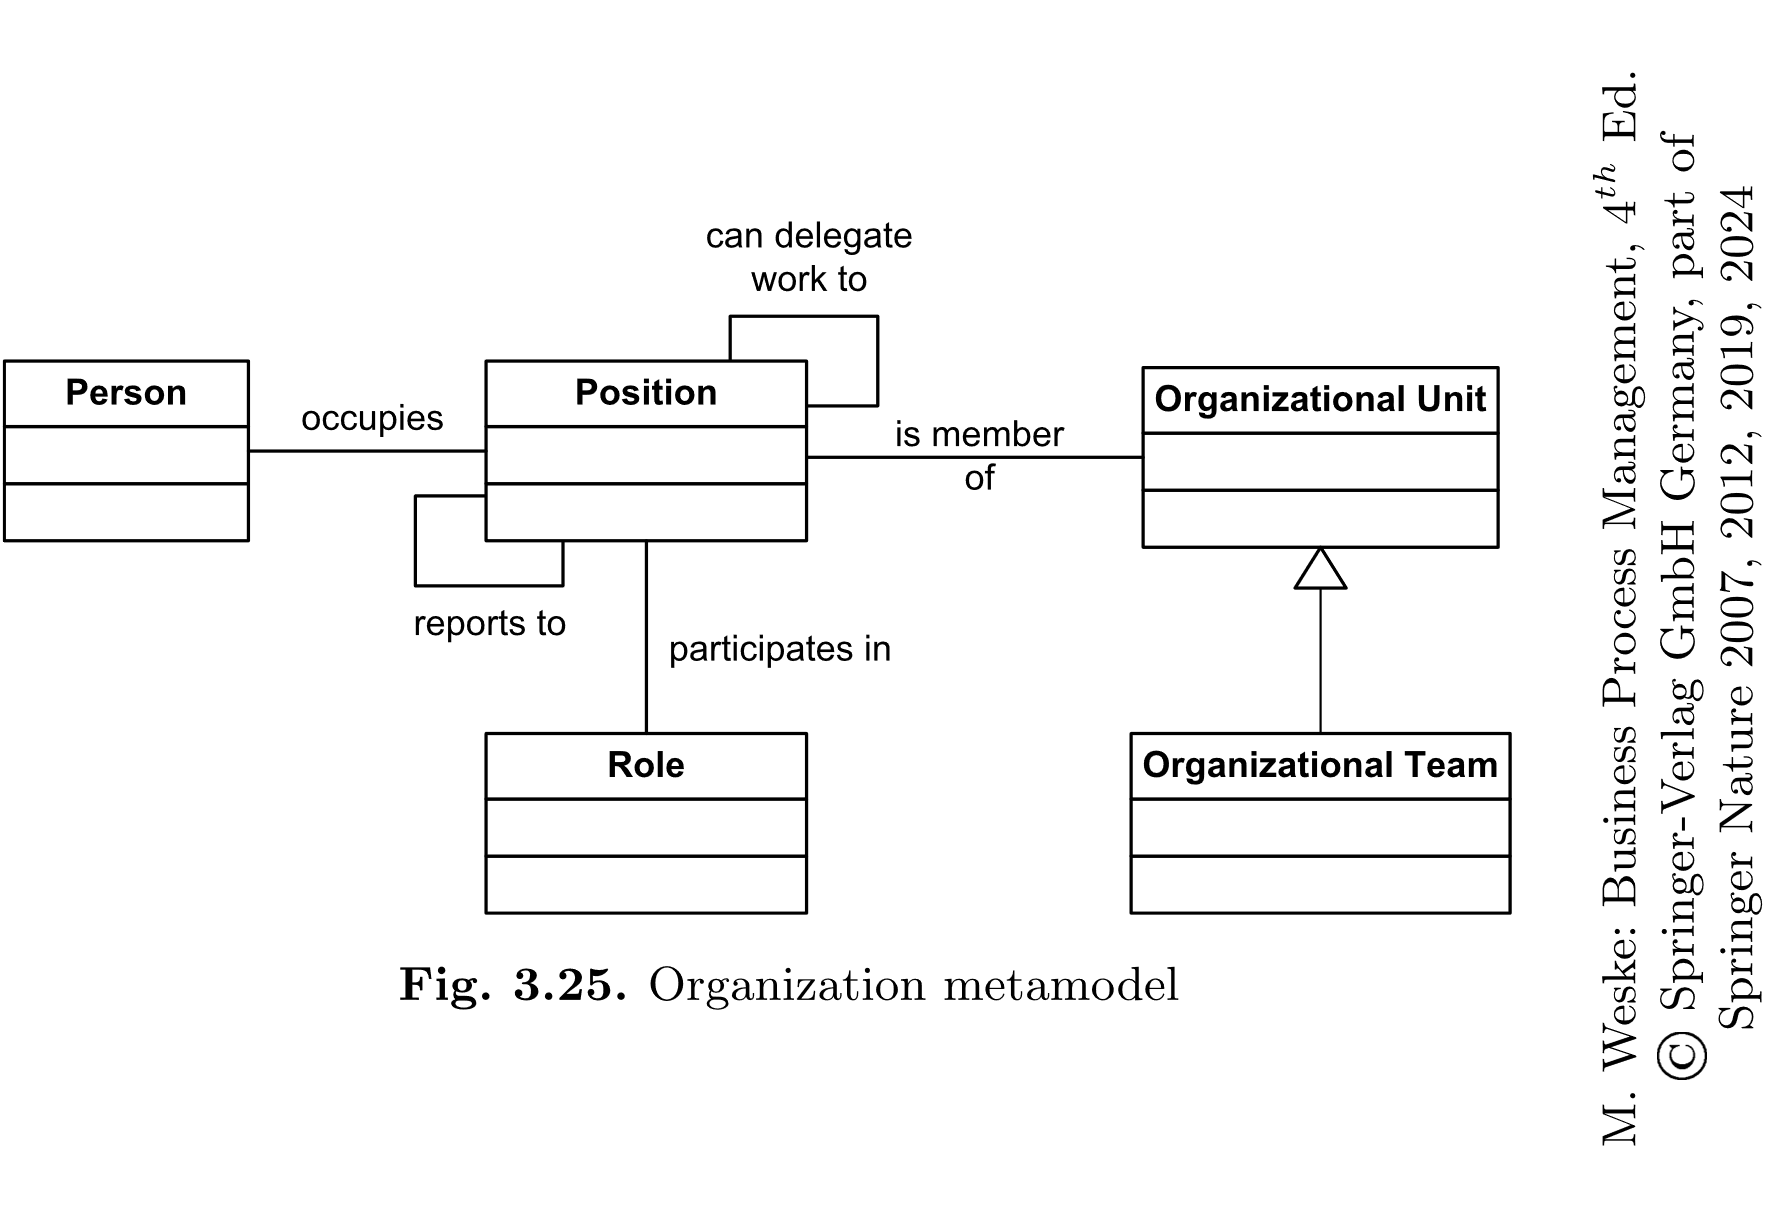 can delegate
work to
Person
occupies
Position
is member
of
Organizational Unit
reports to
participates in
Role
Organizational Team
Fig. 3.25. Organization metamodel
M. Weske: Business Process Management, 4th Ed.
© Springer-Verlag GmbH Germany, part of
Springer Nature 2007, 2012, 2019, 2024